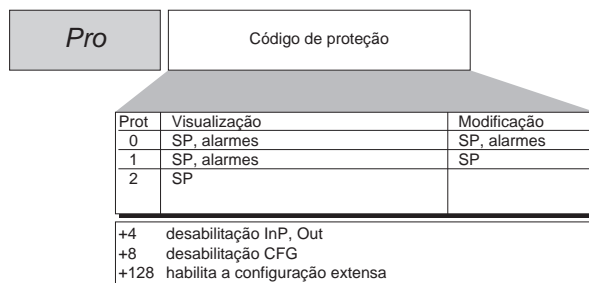 Pro
Código de proteção
Prot Visualização Modificação
0 SP, alarmes SP, alarmes
1 SP, alarmes SP
2 SP
+4 desabilitação InP, Out
+8 desabilitação CFG
+128 habilita a configuração extensa